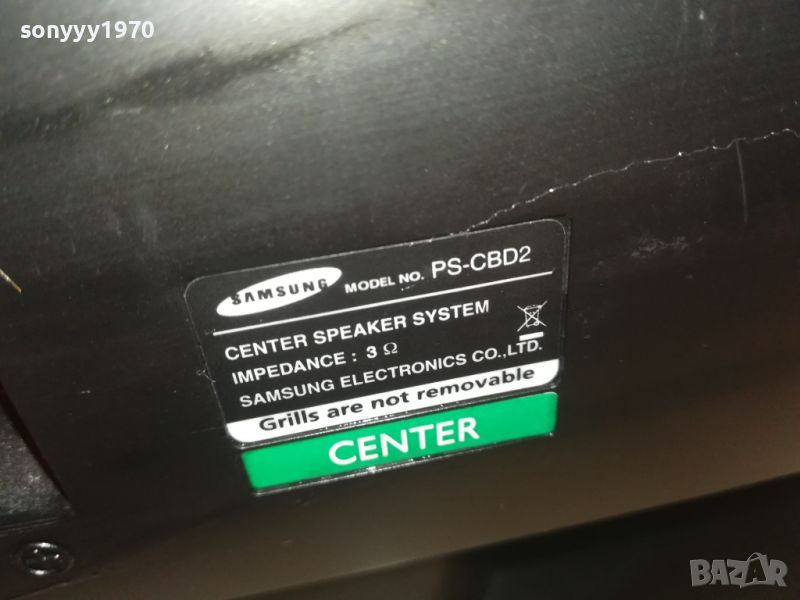 sonyyy1970
SAMSUNG MODEL NO. PS-CBD2
CENTER SPEAKER SYSTEM
IMPEDANCE : 3 Ω
SAMSUNG ELECTRONICS CO.,LTD.
Grills are not removable
CENTER
BAZAR